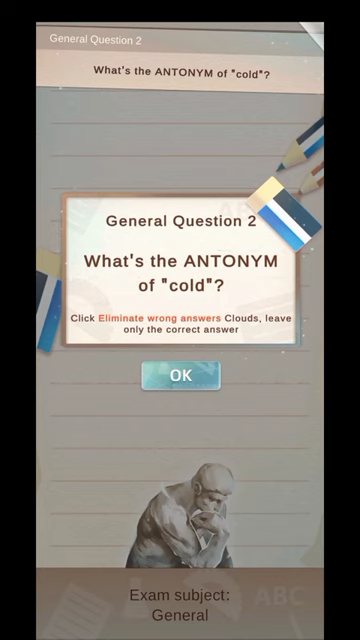 General Question 2
What's the ANTONYM of "cold"?
General Question 2
What's the ANTONYM
of "cold"?
Click Eliminate wrong answers Clouds, leave
only the correct answer
OK
Exam subject:
General
ABC